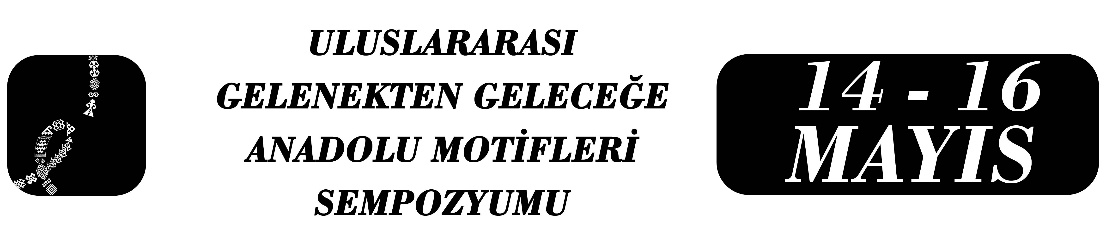 ULUSLARARASI
GELENEKTEN GELECEĞE
ANADOLU MOTİFLERİ
SEMPOZYUMU
14 - 16
MAYIS